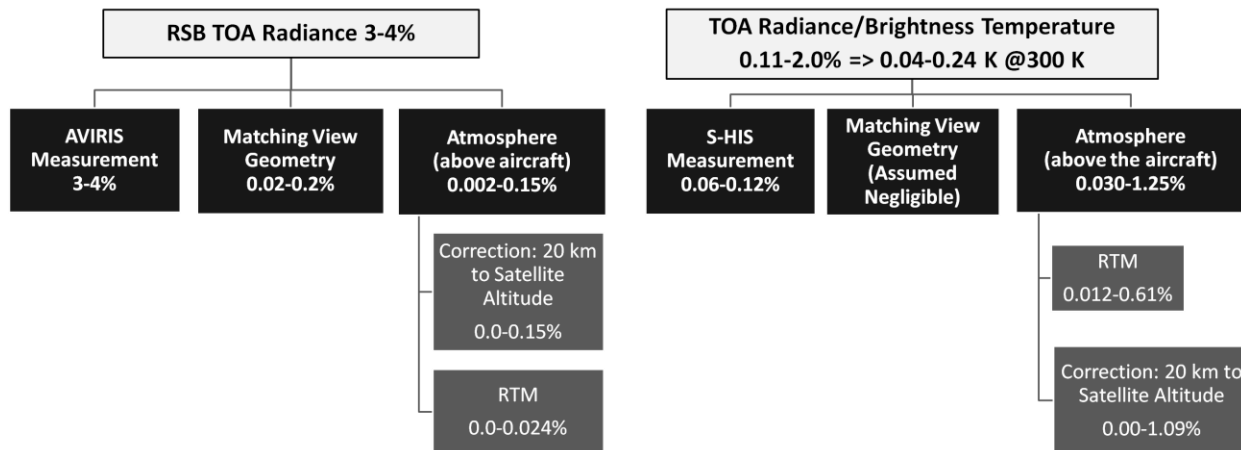 RSB TOA Radiance 3-4%
AVIRIS
Measurement
3-4%
Matching View
Geometry
0.02-0.2%
Atmosphere
(above aircraft)
0.002-0.15%
Correction: 20 km
to Satellite
Altitude
0.0-0.15%
RTM
0.0-0.024%
TOA Radiance/Brightness Temperature
0.11-2.0% => 0.04-0.24 K @300 K
S-HIS
Measurement
0.06-0.12%
Matching View
Geometry
(Assumed
Negligible)
Atmosphere
(above the aircraft)
0.030-1.25%
RTM
0.012-0.61%
Correction: 20 km to
Satellite Altitude
0.00-1.09%